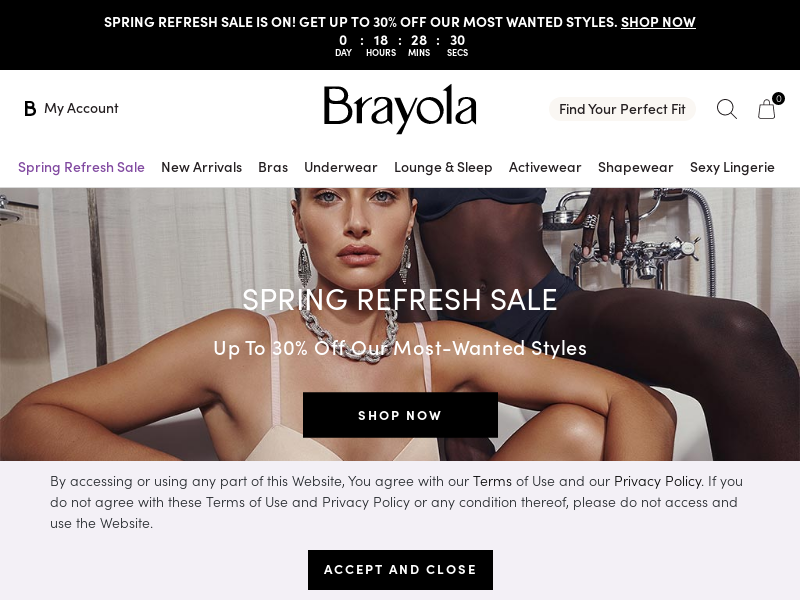 SPRING REFRESH SALE IS ON! GET UP TO 30% OFF OUR MOST WANTED STYLES. SHOP NOW
0 : 18 : 28 : 30
DAY HOURS MINS SECS
B My Account
Brayola
Find Your Perfect Fit
0
Spring Refresh Sale New Arrivals Bras Underwear Lounge & Sleep Activewear Shapewear Sexy Lingerie
SPRING REFRESH SALE
Up To 30% Off Our Most-Wanted Styles
SHOP NOW
By accessing or using any part of this Website, You agree with our Terms of Use and our Privacy Policy. If you
do not agree with these Terms of Use and Privacy Policy or any condition thereof, please do not access and
use the Website.
ACCEPT AND CLOSE